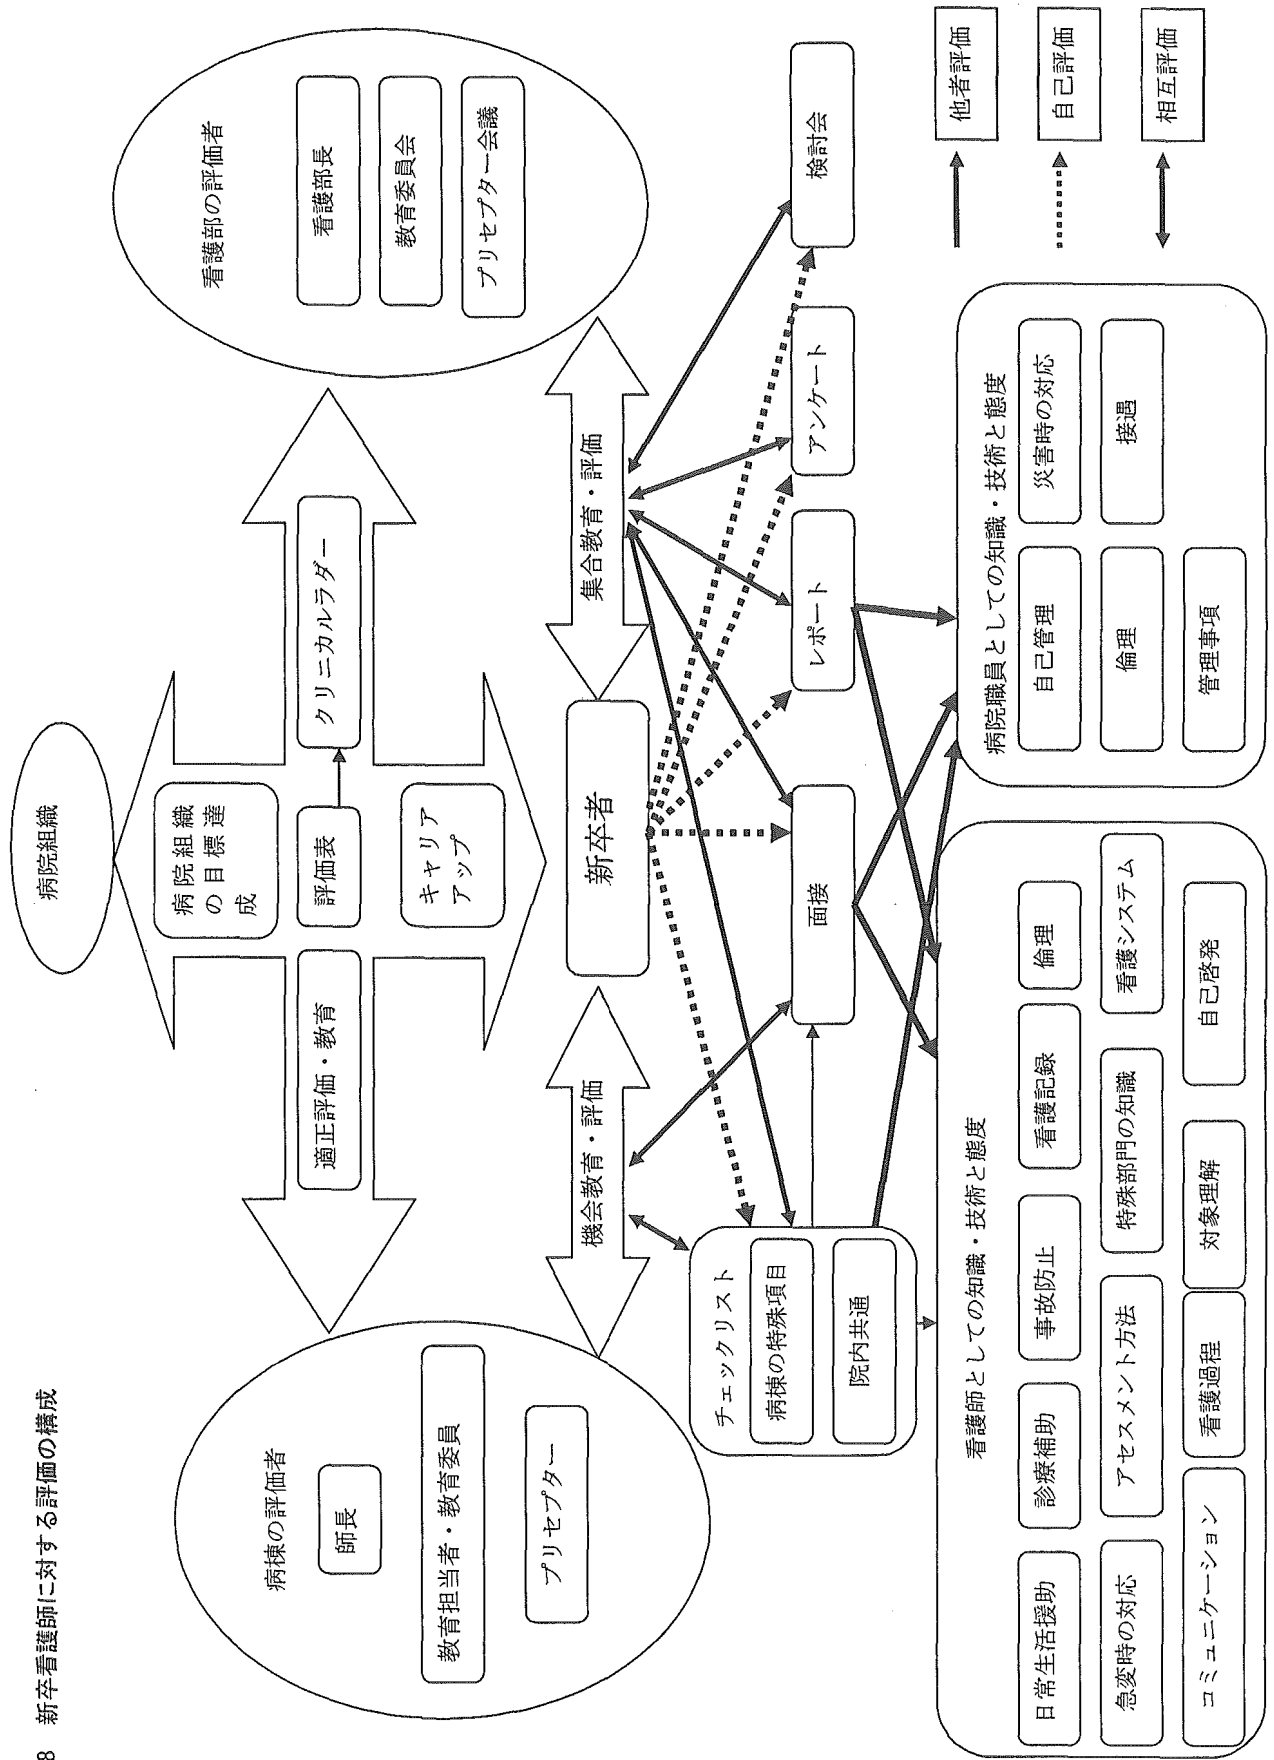 8　新卒看護師に対する評価の構成
病院組織
病院組織
の目標達
成
適正評価・教育
評価表
クリニカルラダー
キャリア
アップ
病棟の評価者
師長
教育担当者・教育委員
プリセプター
看護部の評価者
看護部長
教育委員会
プリセプター会議
機会教育・評価
新卒者
集合教育・評価
チェックリスト
病棟の特殊項目
院内共通
面接
レポート
アンケート
検討会
看護師としての知識・技術と態度
日常生活援助
診療補助
事故防止
看護記録
倫理
急変時の対応
アセスメント方法
特殊部門の知識
看護システム
コミュニケーション
看護過程
対象理解
自己啓発
病院職員としての知識・技術と態度
自己管理
災害時の対応
倫理
接遇
管理事項
他者評価
自己評価
相互評価